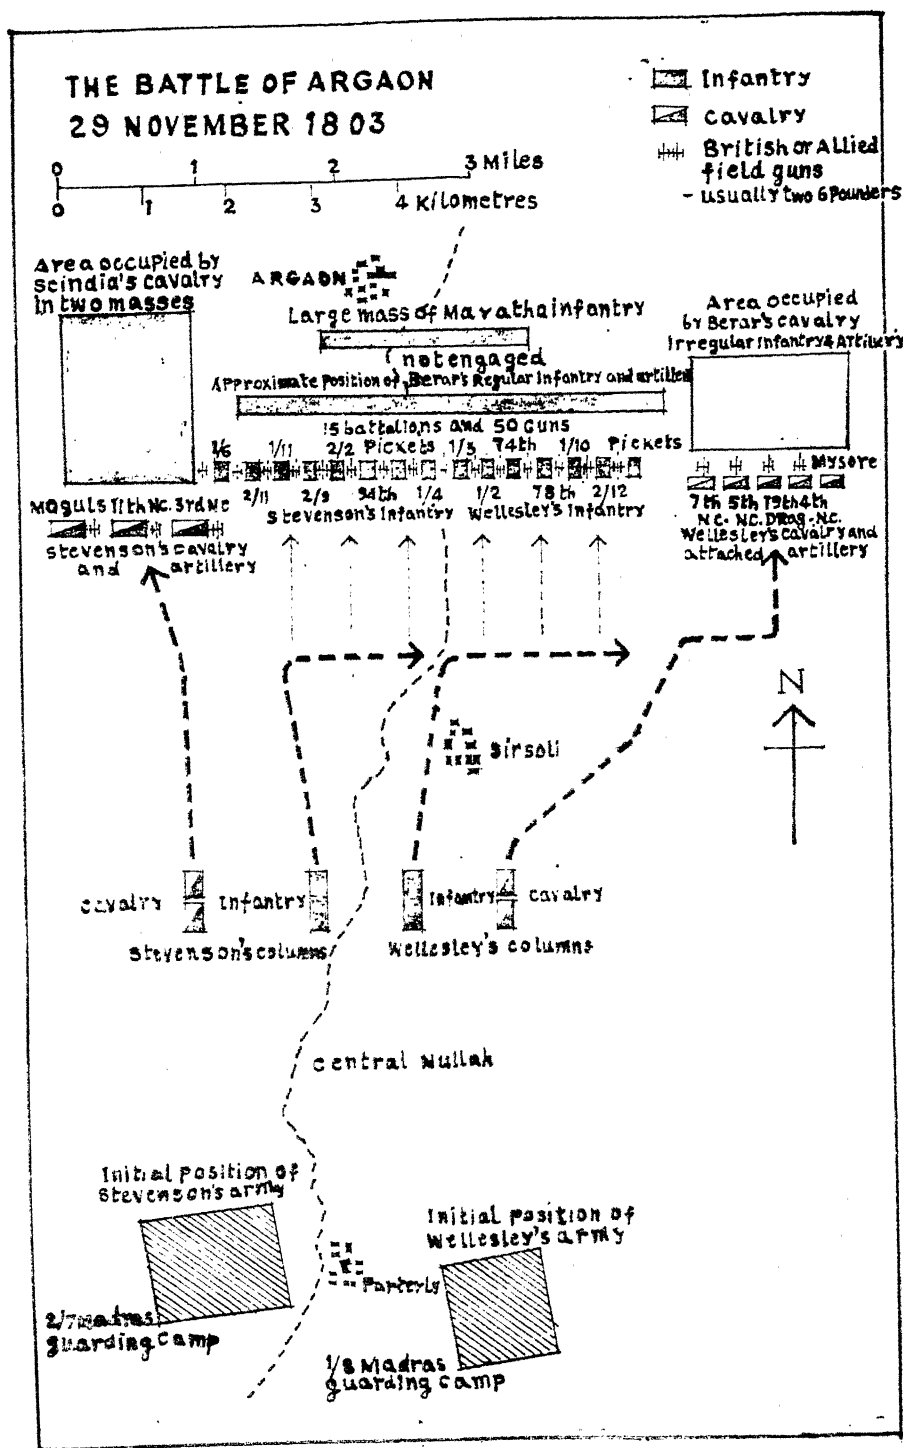 THE BATTLE OF ARGAON
29 NOVEMBER 1803
0 1 2 3 Miles
0 1 2 3 4 Kilometres
Infantry
Cavalry
British or Allied
field guns
- usually two 6 Pounders
Area occupied by
Scindia's cavalry
In two masses
ARGAON
Large mass of Maratha infantry
not engaged
Area occupied
by Berar's cavalry
Irregular Infantry & Artillery
Approximate Position of Berar's Regular Infantry and artillery
15 battalions and 50 Guns
1/6 1/11 2/2 Pickets 1/3 74th 1/10 Pickets
2/11 2/9 94th 1/4 1/2 78th 2/12
Stevenson's Infantry Wellesley's Infantry
Moguls 11th NC. 3rd NC
Stevenson's cavalry
and artillery
Mysore
7th 5th 19th 4th
N.C. N.C. Drag. N.C.
Wellesley's cavalry and
attached artillery
N
Sirsoli
Cavalry Infantry
Stevenson's columns
Infantry Cavalry
Wellesley's columns
Central Nullah
Initial position of
Stevenson's army
Initial position of
Wellesley's army
Parterly
2/7 Madras
guarding camp
1/8 Madras
guarding camp